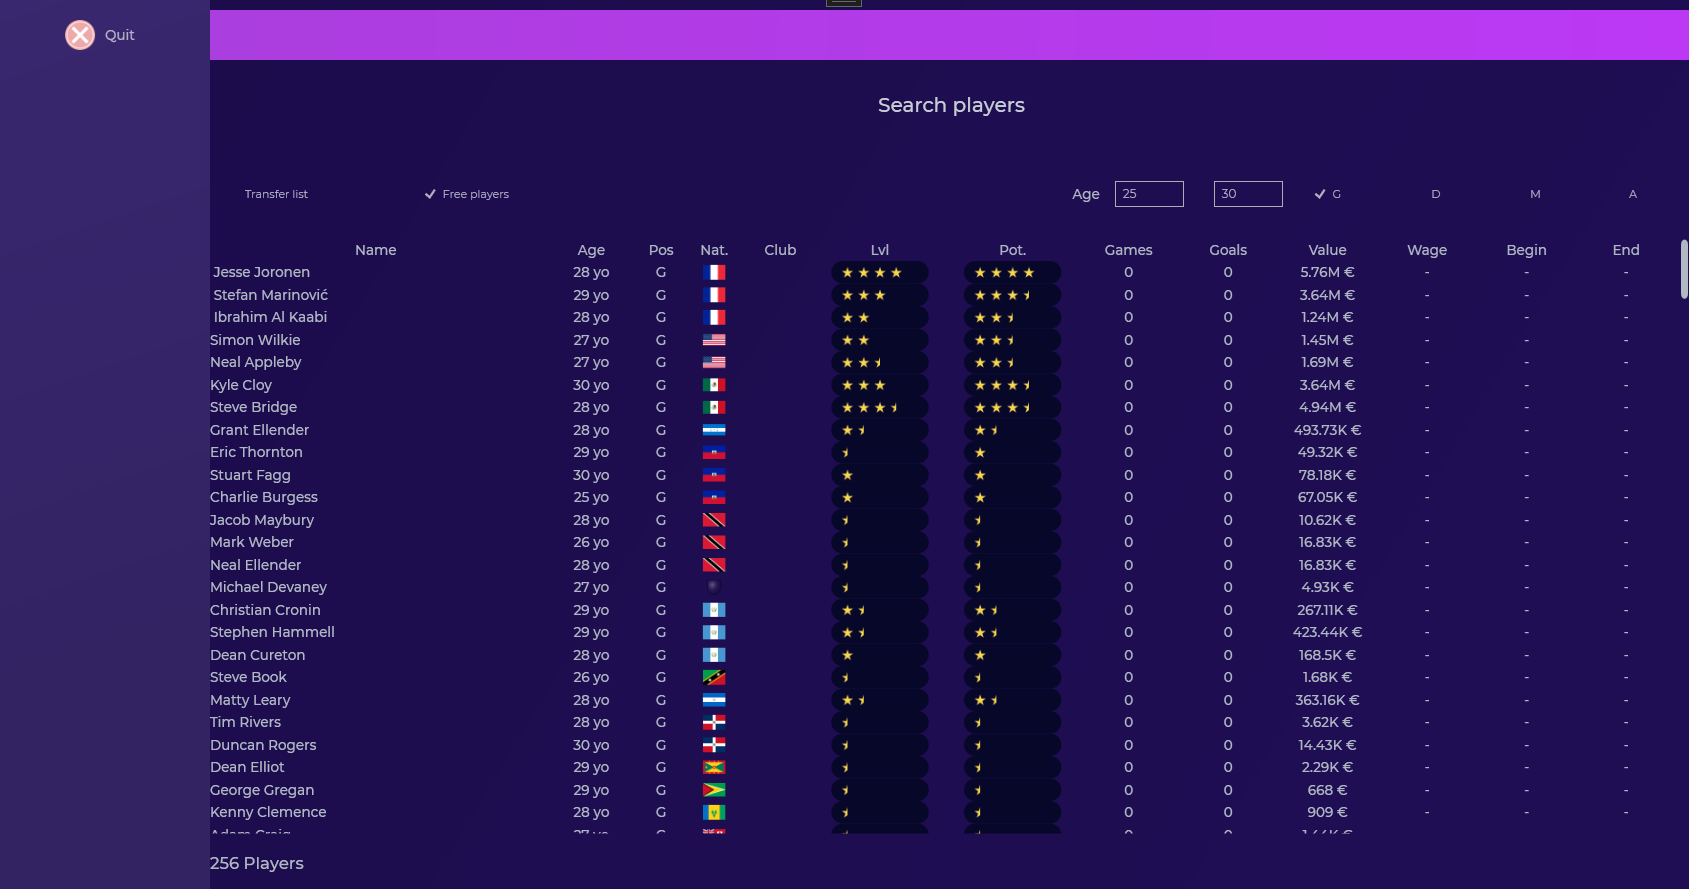 Quit
Search players
Transfer list Free players Age 25 30 G D M A
Name Age Pos Nat. Club Lvl Pot. Games Goals Value Wage Begin End
Jesse Joronen 28 yo G 0 0 5.76M € - - -
Stefan Marinović 29 yo G 0 0 3.64M € - - -
Ibrahim Al Kaabi 28 yo G 0 0 1.24M € - - -
Simon Wilkie 27 yo G 0 0 1.45M € - - -
Neal Appleby 27 yo G 0 0 1.69M € - - -
Kyle Cloy 30 yo G 0 0 3.64M € - - -
Steve Bridge 28 yo G 0 0 4.94M € - - -
Grant Ellender 28 yo G 0 0 493.73K € - - -
Eric Thornton 29 yo G 0 0 49.32K € - - -
Stuart Fagg 30 yo G 0 0 78.18K € - - -
Charlie Burgess 25 yo G 0 0 67.05K € - - -
Jacob Maybury 28 yo G 0 0 10.62K € - - -
Mark Weber 26 yo G 0 0 16.83K € - - -
Neal Ellender 28 yo G 0 0 16.83K € - - -
Michael Devaney 27 yo G 0 0 4.93K € - - -
Christian Cronin 29 yo G 0 0 267.11K € - - -
Stephen Hammell 29 yo G 0 0 423.44K € - - -
Dean Cureton 28 yo G 0 0 168.5K € - - -
Steve Book 26 yo G 0 0 1.68K € - - -
Matty Leary 28 yo G 0 0 363.16K € - - -
Tim Rivers 28 yo G 0 0 3.62K € - - -
Duncan Rogers 30 yo G 0 0 14.43K € - - -
Dean Elliot 29 yo G 0 0 2.29K € - - -
George Gregan 29 yo G 0 0 668 € - - -
Kenny Clemence 28 yo G 0 0 909 € - - -
256 Players